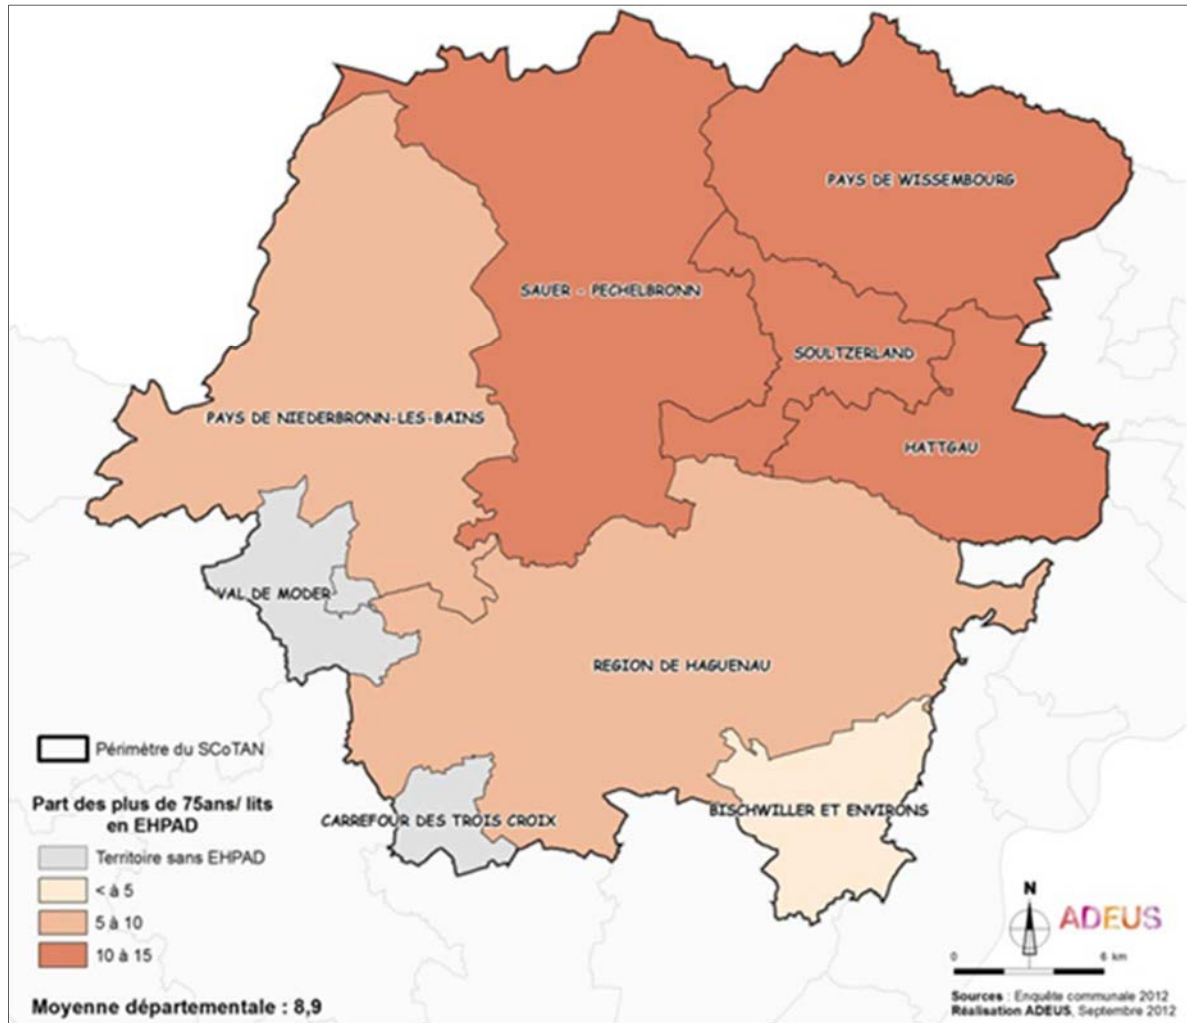 PAYS DE WISSEMBOURG
SAUER - PECHELBRONN
SOULTZERLAND
PAYS DE NIEDERBRONN-LES-BAINS
HATTGAU
VAL DE MODER
REGION DE HAGUENAU
CARREFOUR DES TROIS CROIX
BISCHWILLER ET ENVIRONS
Périmètre du SCoTAN
Part des plus de 75ans/ lits
en EHPAD
Territoire sans EHPAD
< à 5
5 à 10
10 à 15
Moyenne départementale : 8,9
N
ADEUS
0 6 km
Sources : Enquête communale 2012
Réalisation ADEUS, Septembre 2012